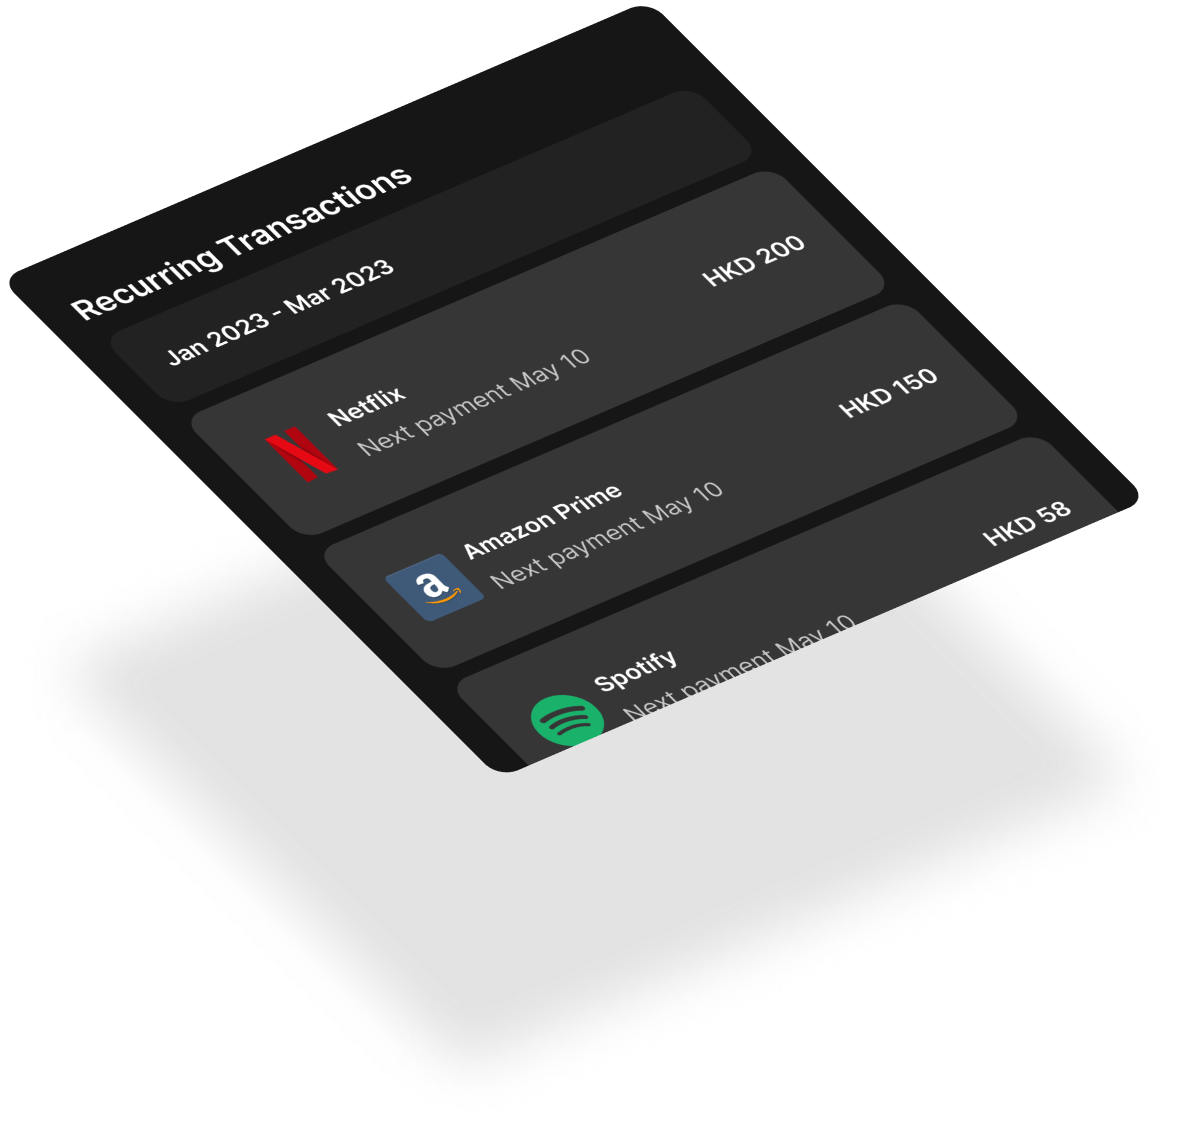 Recurring Transactions
Jan 2023 - Mar 2023
Netflix
Next payment May 10
HKD 200
a
Amazon Prime
Next payment May 10
HKD 150
Spotify
Next payment May 10
HKD 58